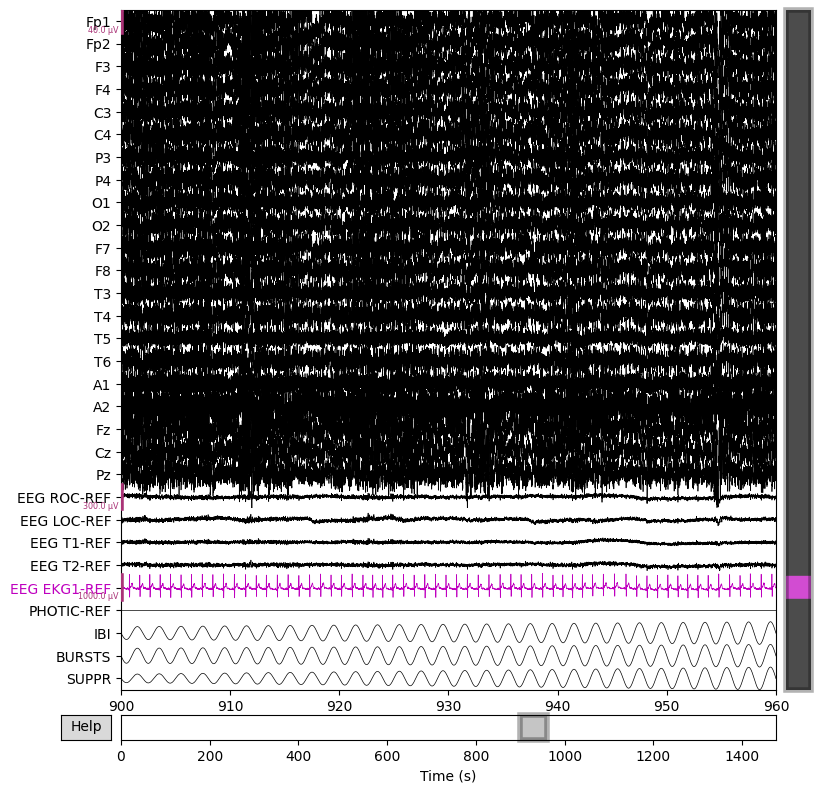 Fp1
40.0 µV
Fp2
F3
F4
C3
C4
P3
P4
O1
O2
F7
F8
T3
T4
T5
T6
A1
A2
Fz
Cz
Pz
EEG ROC-REF
300.0 µV
EEG LOC-REF
EEG T1-REF
EEG T2-REF
EEG EKG1-REF
1000.0 µV
PHOTIC-REF
IBI
BURSTS
SUPPR
900 910 920 930 940 950 960
Help
0 200 400 600 800 1000 1200 1400
Time (s)